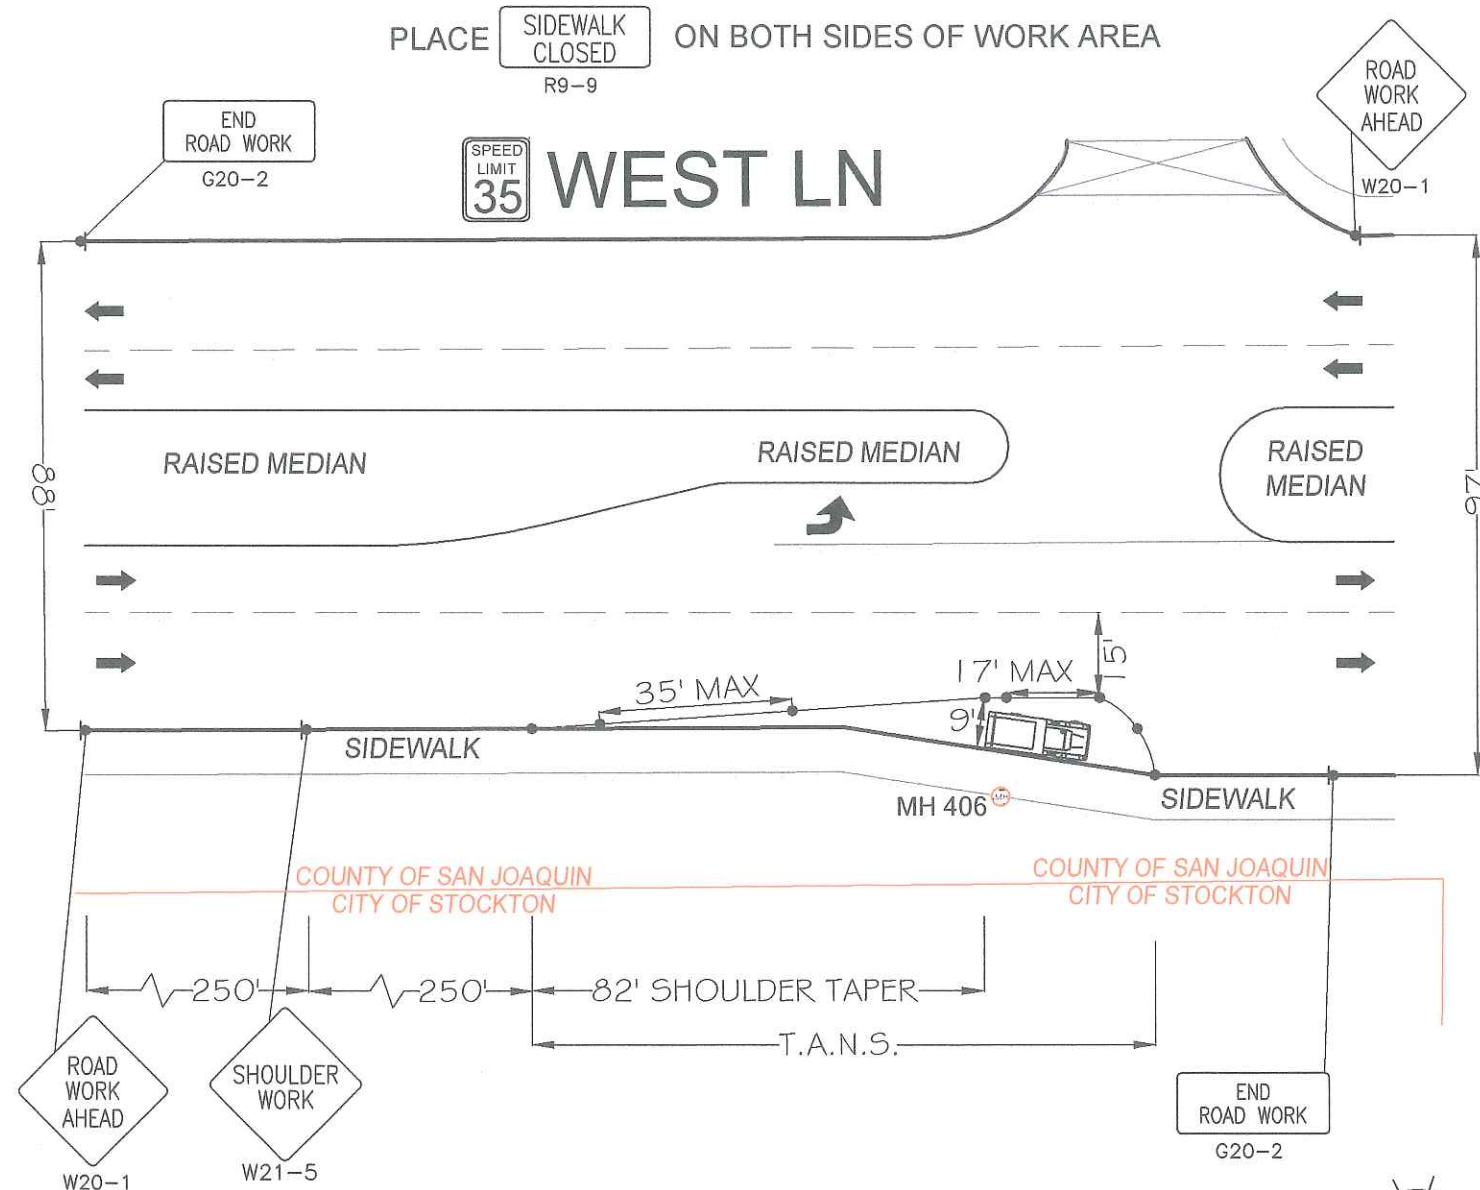 PLACE SIDEWALK CLOSED ON BOTH SIDES OF WORK AREA
R9-9
END
ROAD WORK
G20-2
SPEED
LIMIT
35
WEST LN
ROAD
WORK
AHEAD
W20-1
88'
97'
RAISED MEDIAN
RAISED MEDIAN
RAISED
MEDIAN
35' MAX
17' MAX
15'
9'
SIDEWALK
MH 406
MH
SIDEWALK
COUNTY OF SAN JOAQUIN
CITY OF STOCKTON
COUNTY OF SAN JOAQUIN
CITY OF STOCKTON
250'
250'
82' SHOULDER TAPER
T.A.N.S.
ROAD
WORK
AHEAD
W20-1
SHOULDER
WORK
W21-5
END
ROAD WORK
G20-2